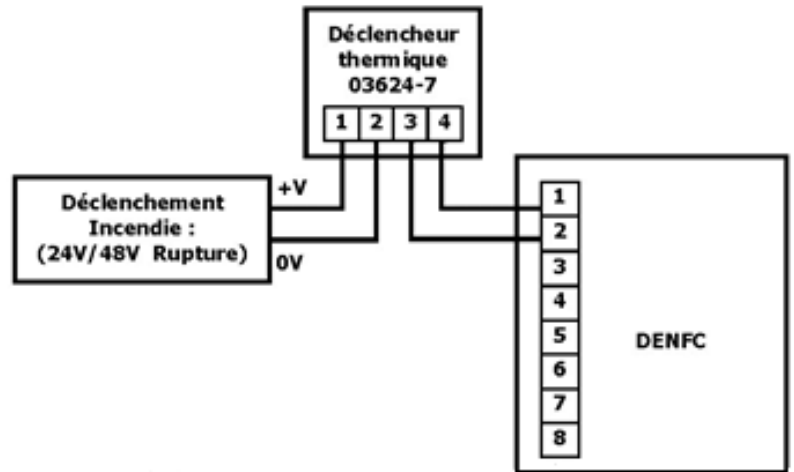 Déclencheur
thermique
03624-7
1 2 3 4
+V
Déclenchement
Incendie :
(24V/48V Rupture)
0V
1
2
3
4
5
6
7
8
DENFC